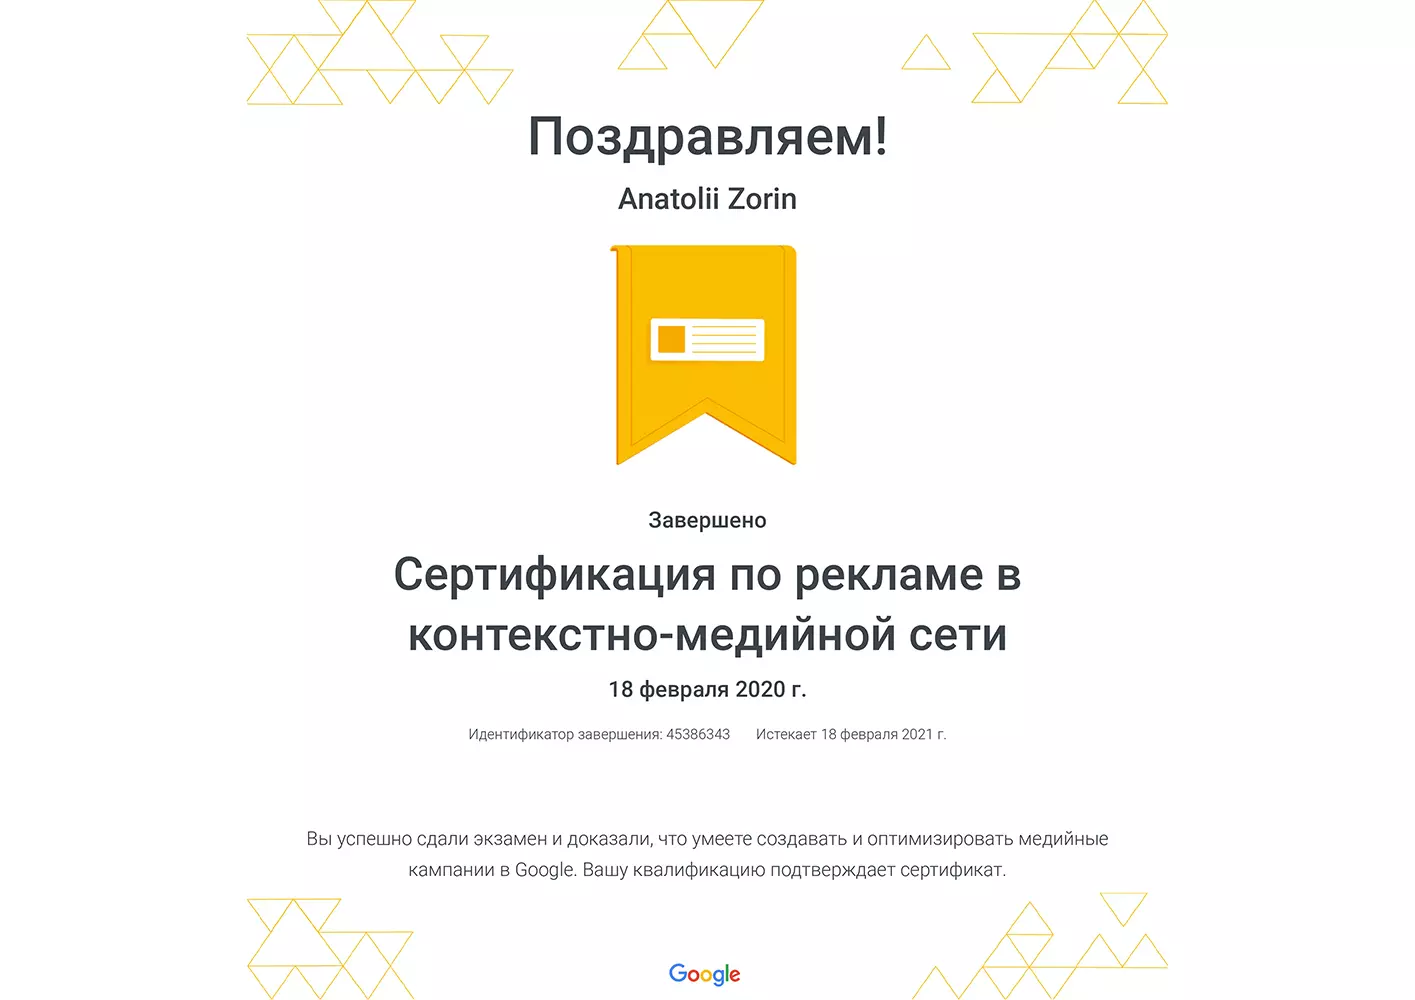 Поздравляем!
Anatolii Zorin
Завершено
Сертификация по рекламе в
контекстно-медийной сети
18 февраля 2020 г.
Идентификатор завершения: 45386343 Истекает 18 февраля 2021 г.
Вы успешно сдали экзамен и доказали, что умеете создавать и оптимизировать медийные
кампании в Google. Вашу квалификацию подтверждает сертификат.
Google